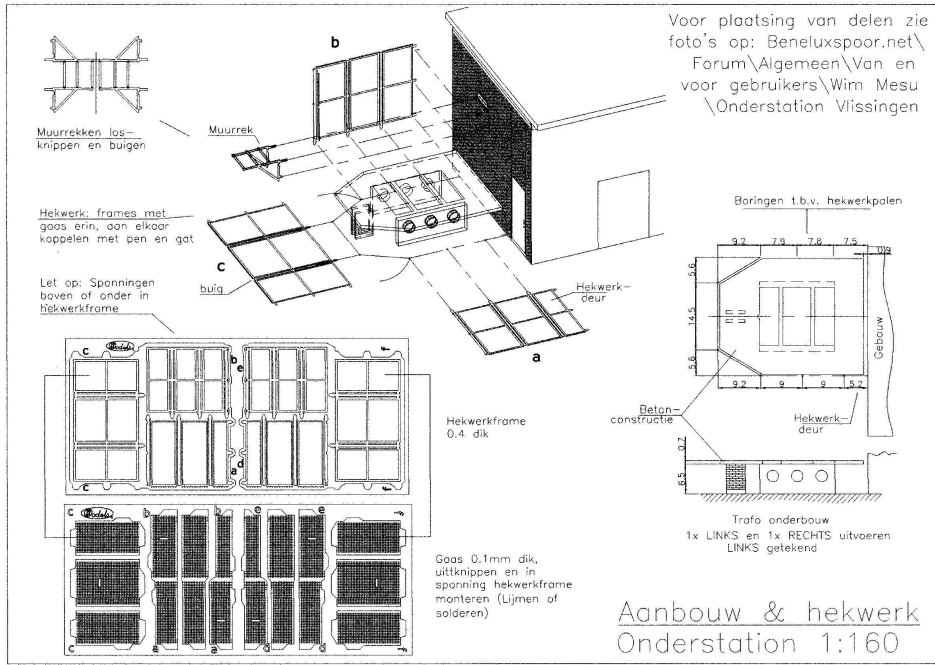 Voor plaatsing van delen zie
foto's op: Beneluxspoor.net\
Forum\Algemeen\Van en
voor gebruikers\Wim Mesu
\Onderstation Vlissingen
b
Muurrekken los-
knippen en buigen
Muurrek
Hekwerk: frames met
gaas erin, aan elkaar
koppelen met pen en gat
c
buig
Let op: Sponningen
boven of onder in
hekwerkframe
Hekwerk-
deur
a
Boringen t.b.v. hekwerkpalen
9.2 7.9 7.8 7.5
0.9
5.6
14.5
5.6
Gebouw
9.2 9 9 5.2
Beton-
constructie
Hekwerk-
deur
0.7
6.5
Trafo onderbouw
1x LINKS en 1x RECHTS uitvoeren
LINKS getekend
c
b
e
f
Hekwerkframe
0.4 dik
d
a
c
f
c
b
b
e
e
f
Gaas 0.1mm dik,
uittknippen en in
sponning hekwerkframe
monteren (Lijmen of
solderen)
c
a
a
d
d
f
Aanbouw & hekwerk
Onderstation 1:160